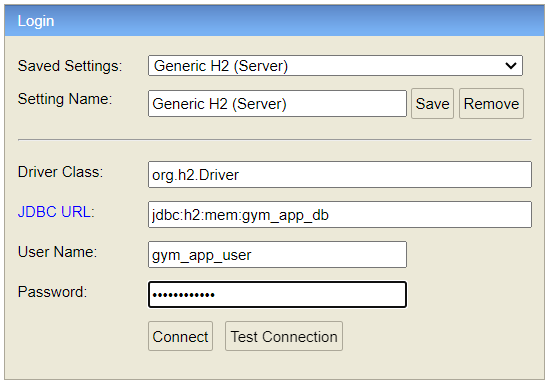 Login
Saved Settings: Generic H2 (Server)
Setting Name: Generic H2 (Server) Save Remove
Driver Class: org.h2.Driver
JDBC URL: jdbc:h2:mem:gym_app_db
User Name: gym_app_user
Password: ••••••••••••
Connect Test Connection